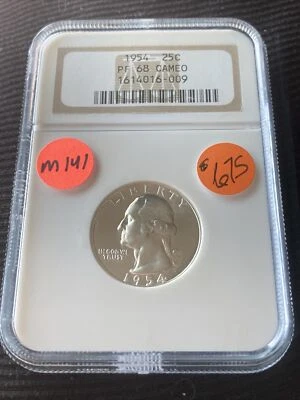 1954 25C
PF 68 CAMEO
1614016-009
M141
$675
LIBERTY
IN GOD WE
TRUST
1954